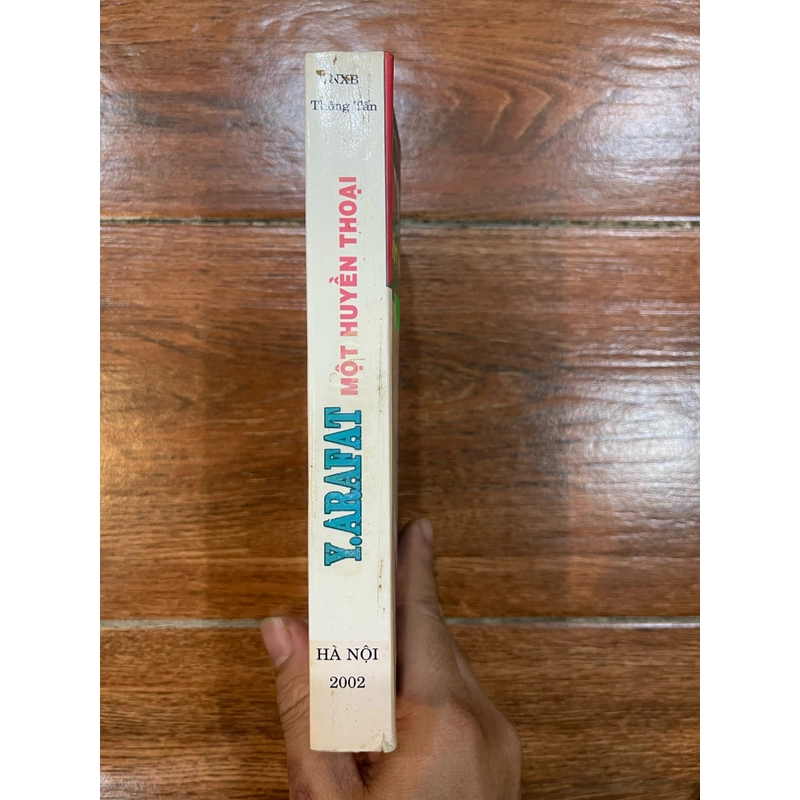 NXB
Thông Tấn
Y.ARAFAT
MỘT HUYỀN THOẠI
HÀ NỘI
2002